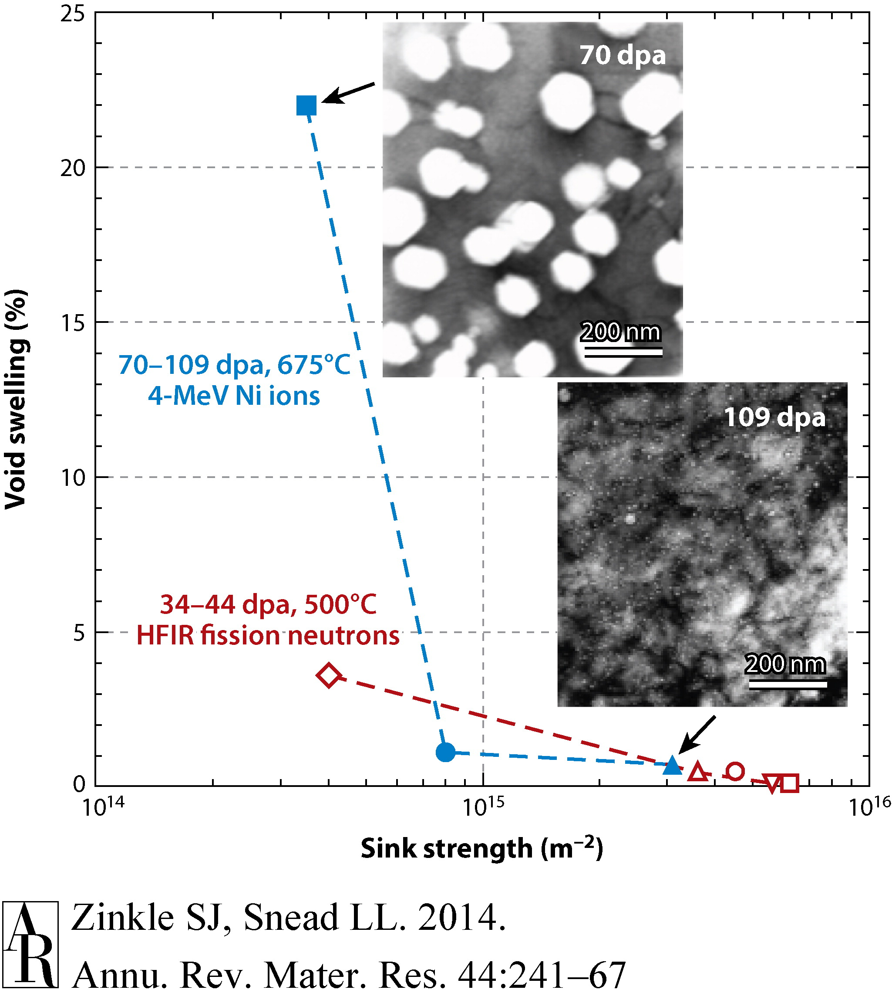 25
20
15
10
5
0
Void swelling (%)
70 dpa
200 nm
70–109 dpa, 675°C
4-MeV Ni ions
109 dpa
200 nm
34–44 dpa, 500°C
HFIR fission neutrons
10¹⁴
10¹⁵
10¹⁶
Sink strength (m⁻²)
AR
Zinkle SJ, Snead LL. 2014.
Annu. Rev. Mater. Res. 44:241–67